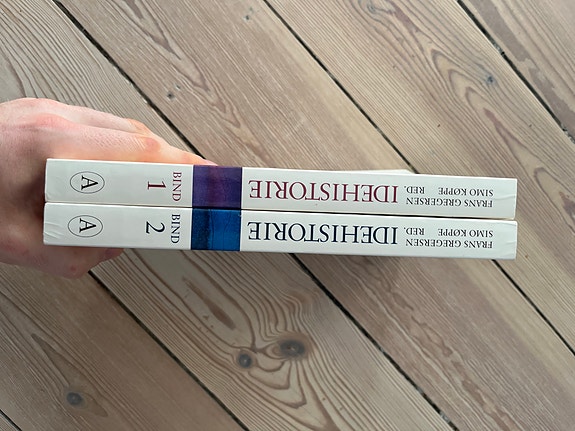 FRANS GREGERSEN
SIMO KØPPE RED.
IDEHISTORIE
BIND
1
A
FRANS GREGERSEN
SIMO KØPPE RED.
IDEHISTORIE
BIND
2
A